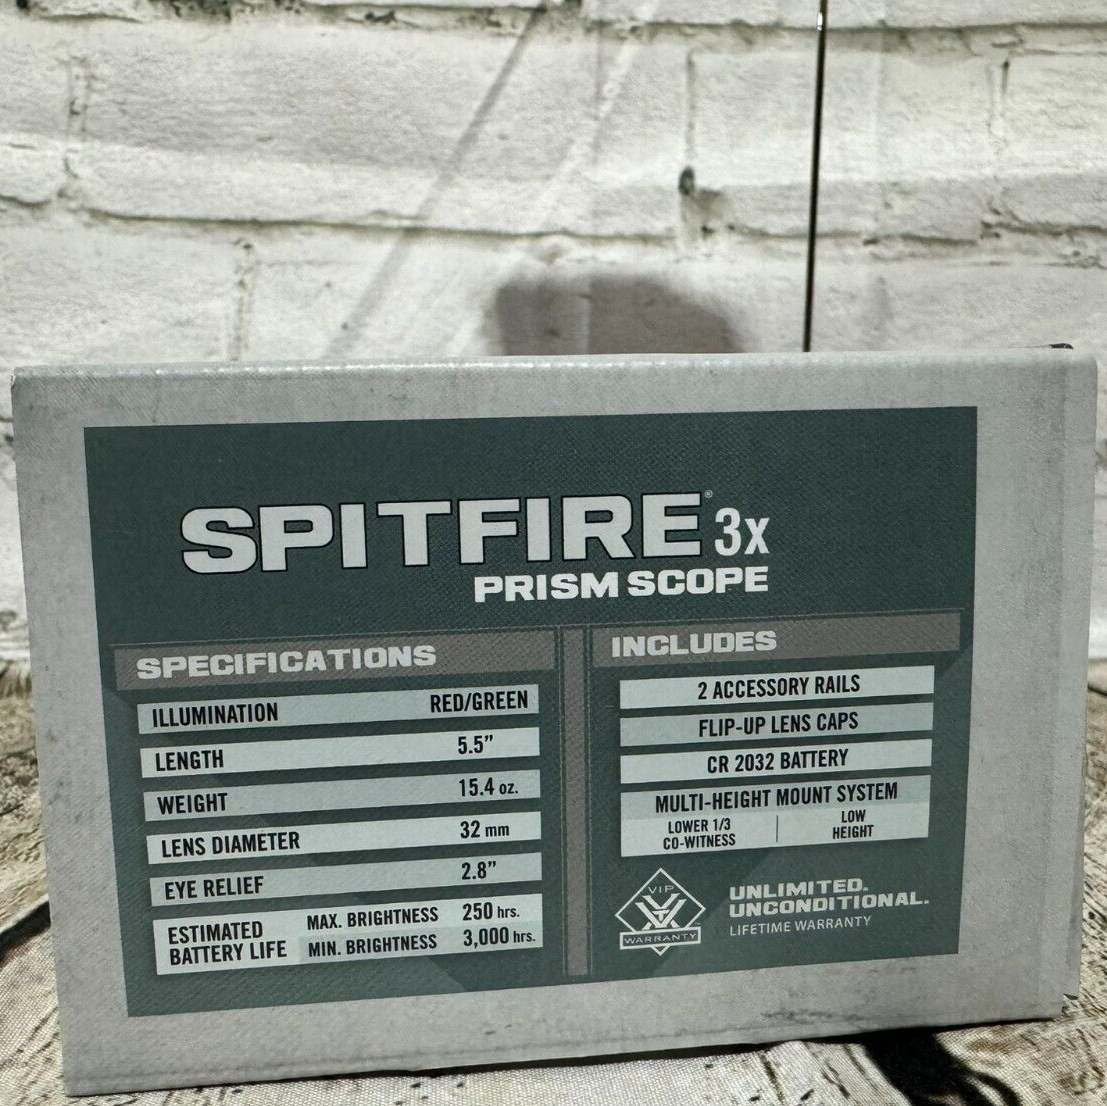 SPITFIRE® 3x
PRISM SCOPE
SPECIFICATIONS
ILLUMINATION RED/GREEN
LENGTH 5.5”
WEIGHT 15.4 oz.
LENS DIAMETER 32 mm
EYE RELIEF 2.8”
ESTIMATED BATTERY LIFE
MAX. BRIGHTNESS 250 hrs.
MIN. BRIGHTNESS 3,000 hrs.
INCLUDES
2 ACCESSORY RAILS
FLIP-UP LENS CAPS
CR 2032 BATTERY
MULTI-HEIGHT MOUNT SYSTEM
LOWER 1/3
CO-WITNESS
LOW
HEIGHT
VIP
WARRANTY
UNLIMITED.
UNCONDITIONAL.
LIFETIME WARRANTY